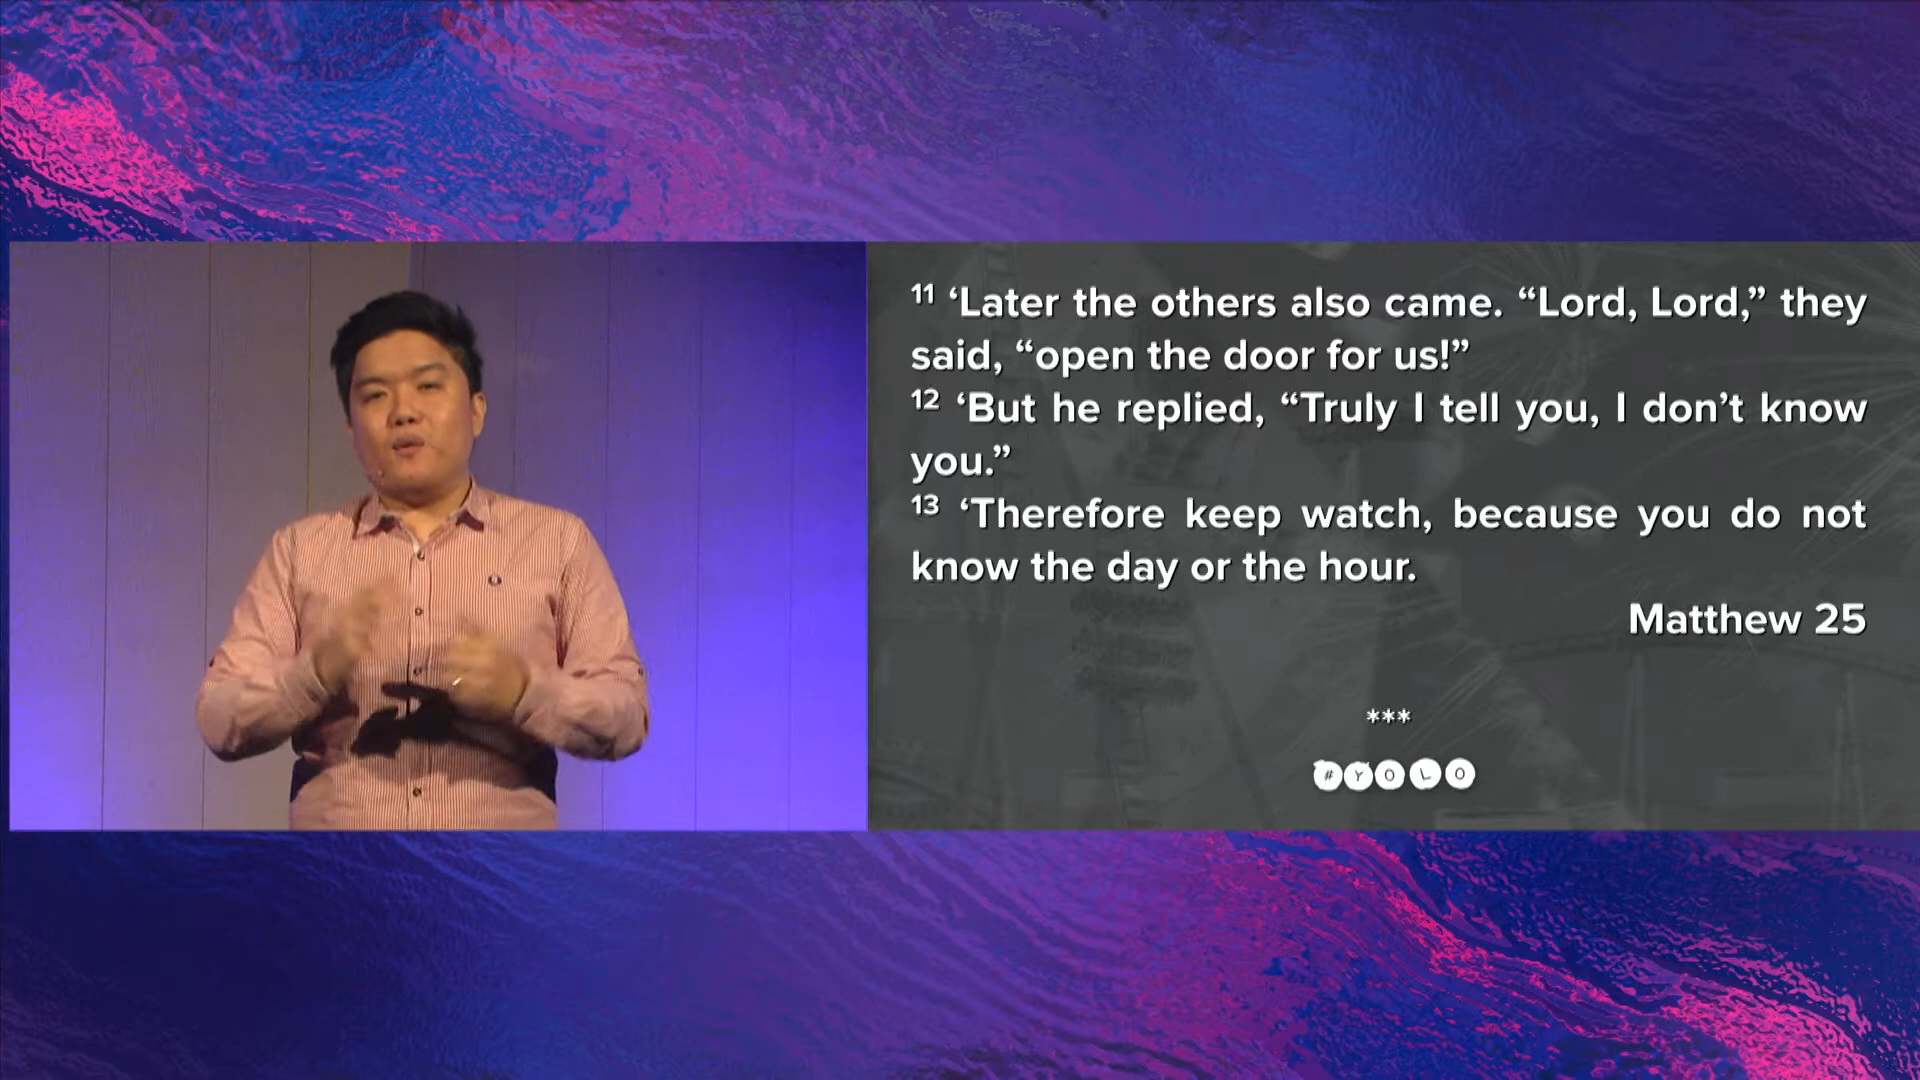 11 ‘Later the others also came. “Lord, Lord,” they
said, “open the door for us!”
12 ‘But he replied, “Truly I tell you, I don’t know
you.”
13 ‘Therefore keep watch, because you do not
know the day or the hour.
Matthew 25
***
#YOLO